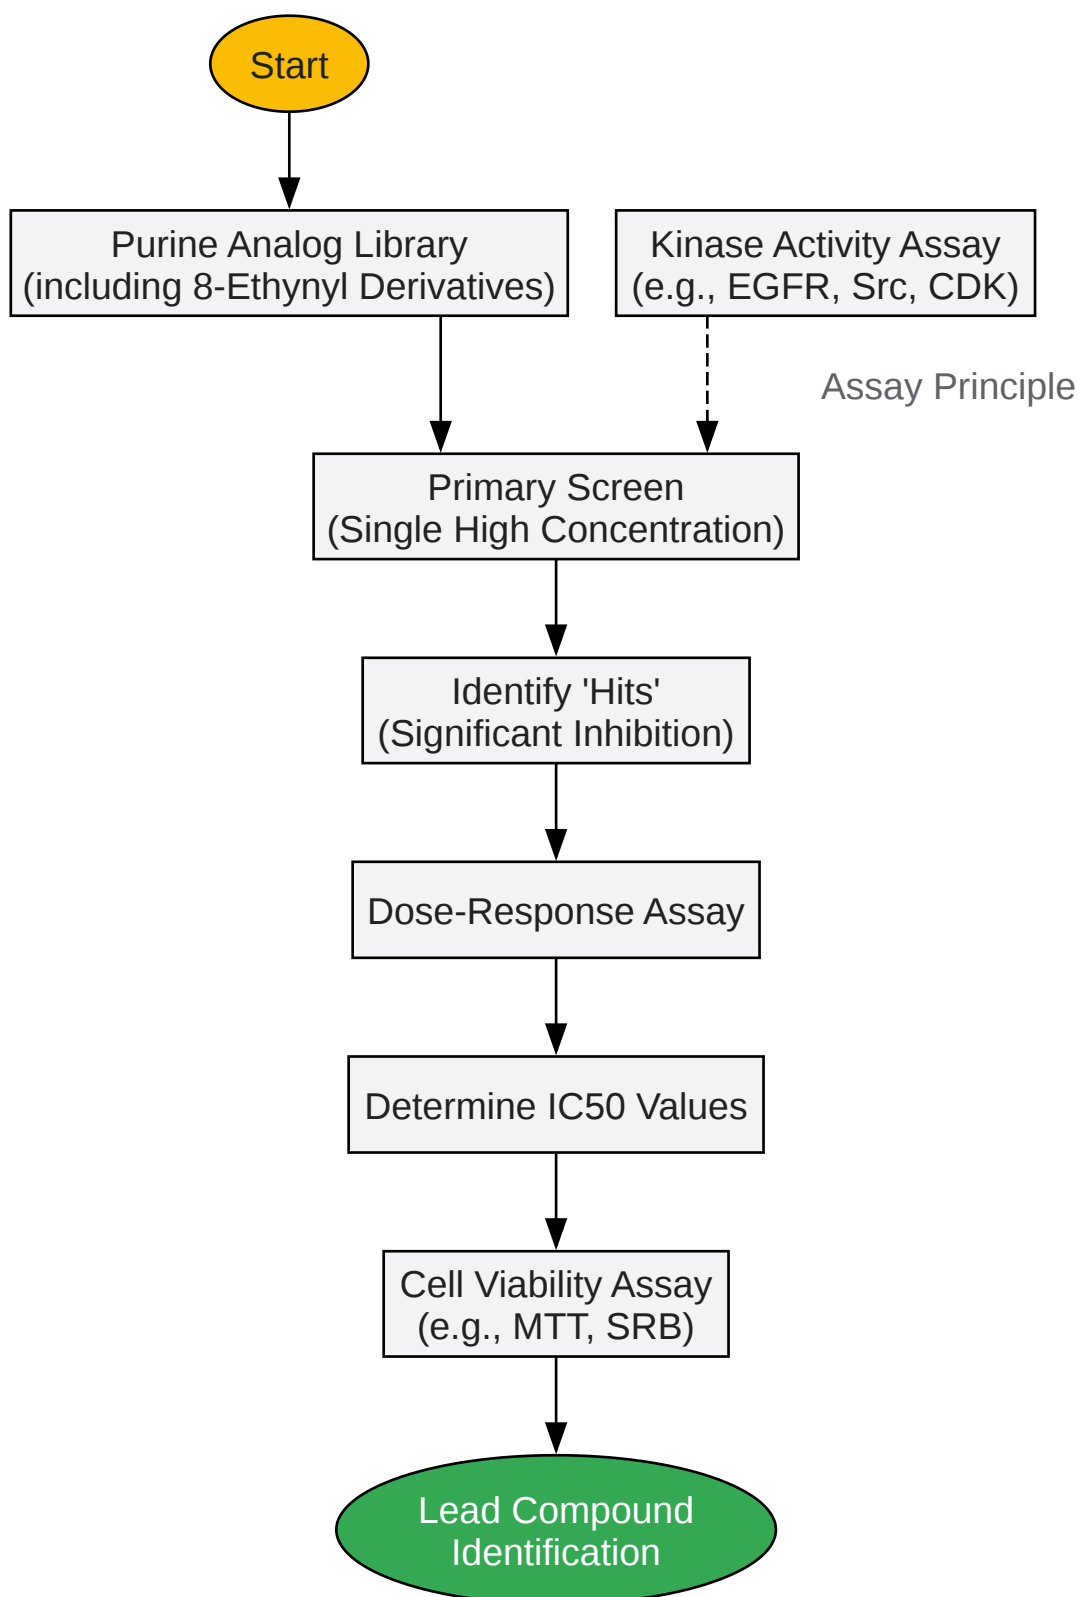 Start
Purine Analog Library
(including 8-Ethynyl Derivatives)
Kinase Activity Assay
(e.g., EGFR, Src, CDK)
Assay Principle
Primary Screen
(Single High Concentration)
Identify 'Hits'
(Significant Inhibition)
Dose-Response Assay
Determine IC50 Values
Cell Viability Assay
(e.g., MTT, SRB)
Lead Compound
Identification